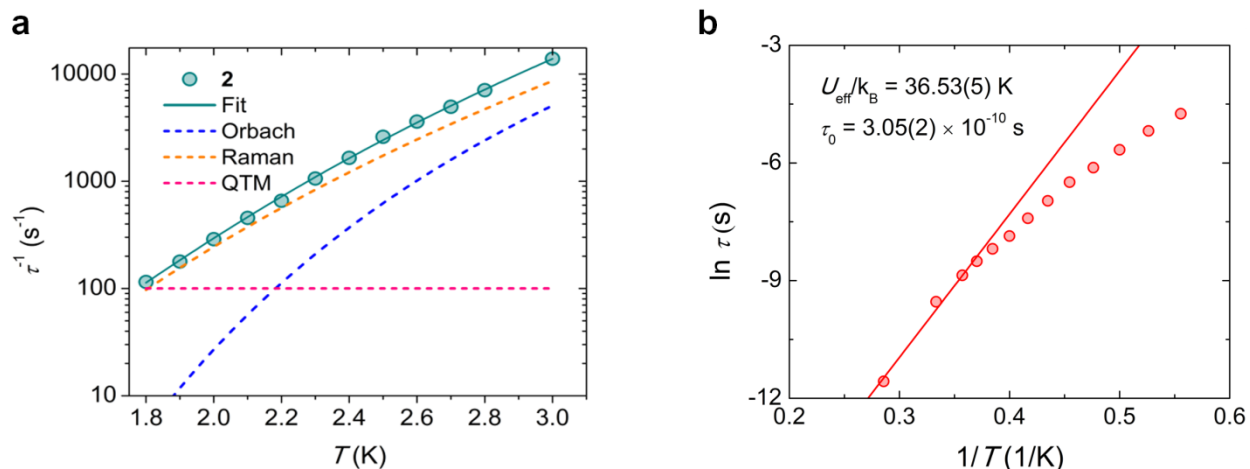 a
10000
1000
100
10
τ⁻¹ (s⁻¹)
2
Fit
Orbach
Raman
QTM
1.8 2.0 2.2 2.4 2.6 2.8 3.0
T (K)
b
-3
-6
-9
-12
ln τ (s)
U_eff/k_B = 36.53(5) K
τ₀ = 3.05(2) × 10⁻¹⁰ s
0.2 0.3 0.4 0.5 0.6
1/T (1/K)